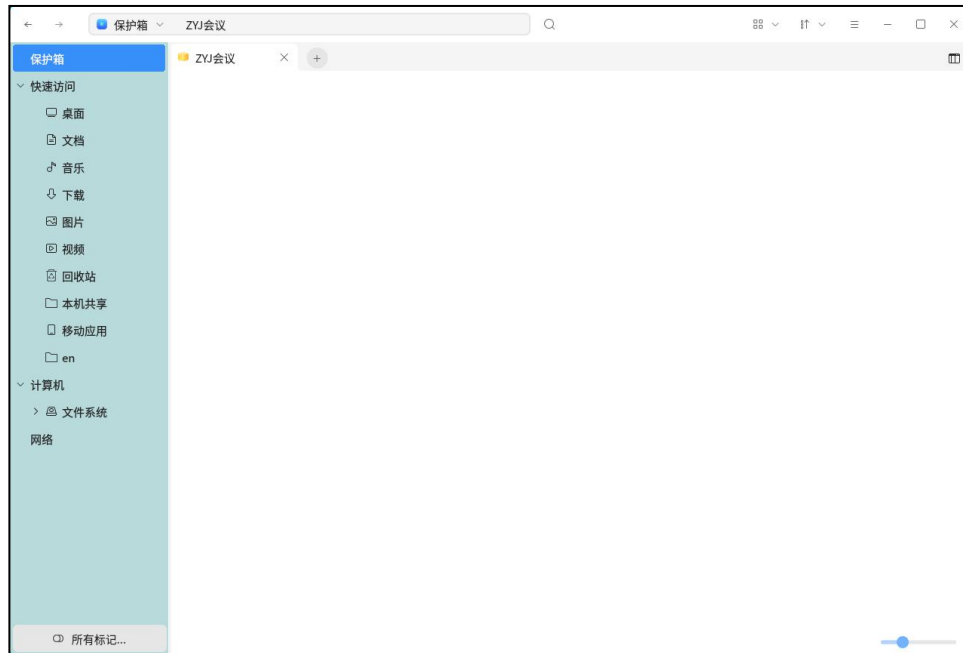 保护箱 ZYJ会议
保护箱
ZYJ会议
快速访问
桌面
文档
音乐
下载
图片
视频
回收站
本机共享
移动应用
en
计算机
文件系统
网络
所有标记...